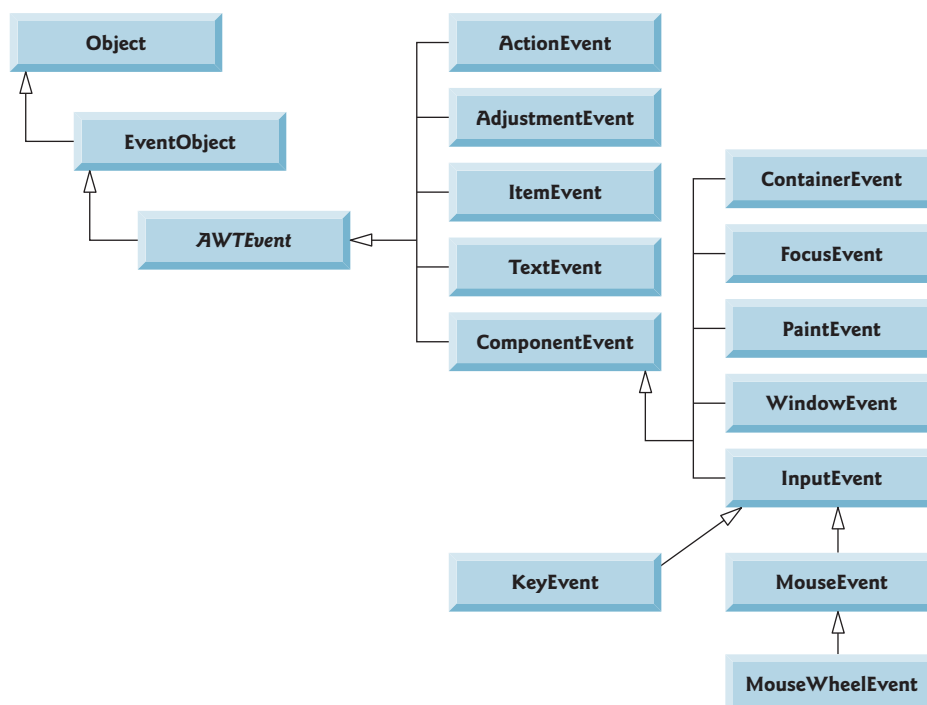 Object
ActionEvent
EventObject
AdjustmentEvent
ContainerEvent
ItemEvent
AWTEvent
FocusEvent
TextEvent
PaintEvent
ComponentEvent
WindowEvent
InputEvent
KeyEvent
MouseEvent
MouseWheelEvent